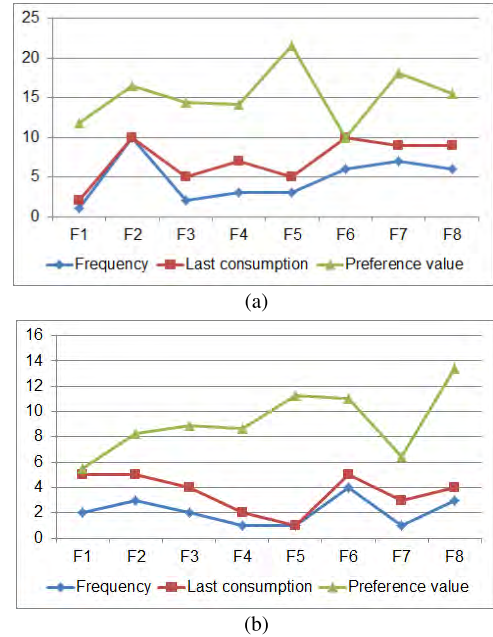 25
20
15
10
5
0
F1 F2 F3 F4 F5 F6 F7 F8
Frequency Last consumption Preference value
(a)
16
14
12
10
8
6
4
2
0
F1 F2 F3 F4 F5 F6 F7 F8
Frequency Last consumption Preference value
(b)